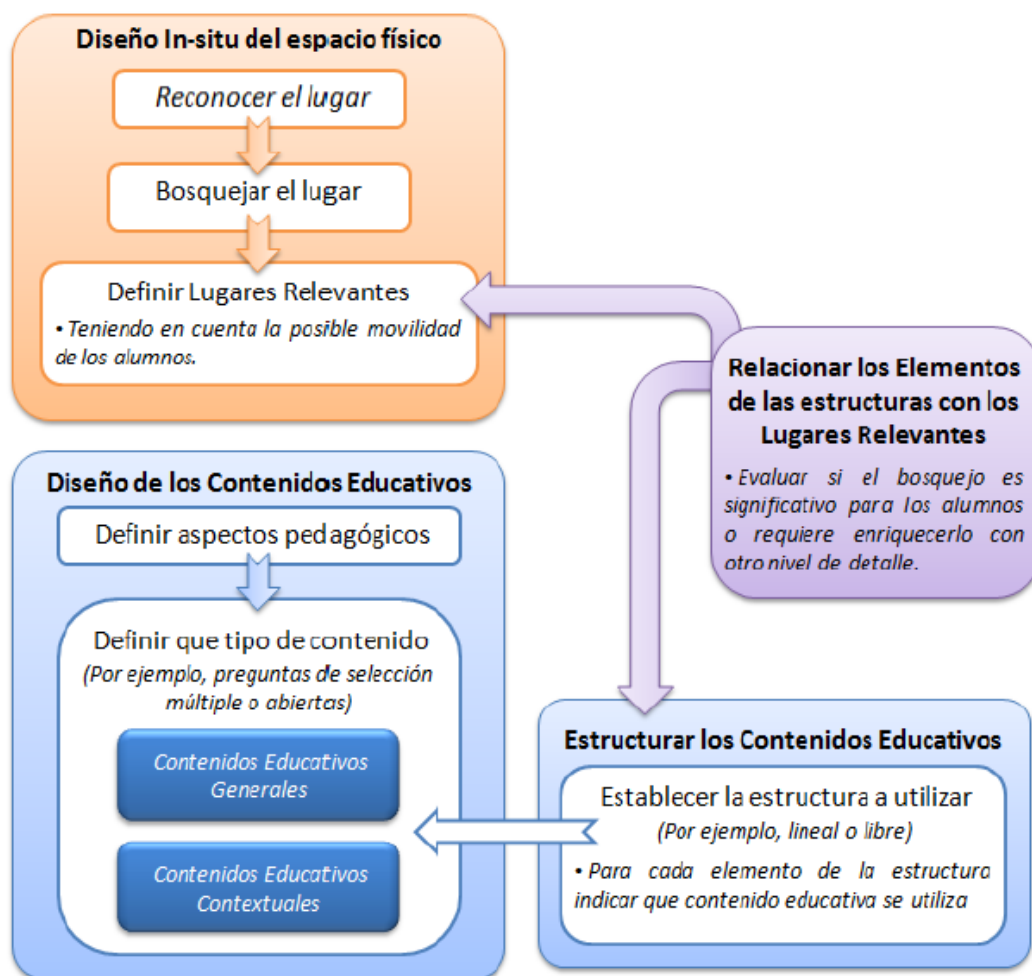 Diseño In-situ del espacio físico
Reconocer el lugar
Bosquejar el lugar
Definir Lugares Relevantes
• Teniendo en cuenta la posible movilidad
de los alumnos.
Relacionar los Elementos
de las estructuras con los
Lugares Relevantes
• Evaluar si el bosquejo es
significativo para los alumnos
o requiere enriquecerlo con
otro nivel de detalle.
Diseño de los Contenidos Educativos
Definir aspectos pedagógicos
Definir que tipo de contenido
(Por ejemplo, preguntas de selección
múltiple o abiertas)
Contenidos Educativos
Generales
Contenidos Educativos
Contextuales
Estructurar los Contenidos Educativos
Establecer la estructura a utilizar
(Por ejemplo, lineal o libre)
• Para cada elemento de la estructura
indicar que contenido educativa se utiliza